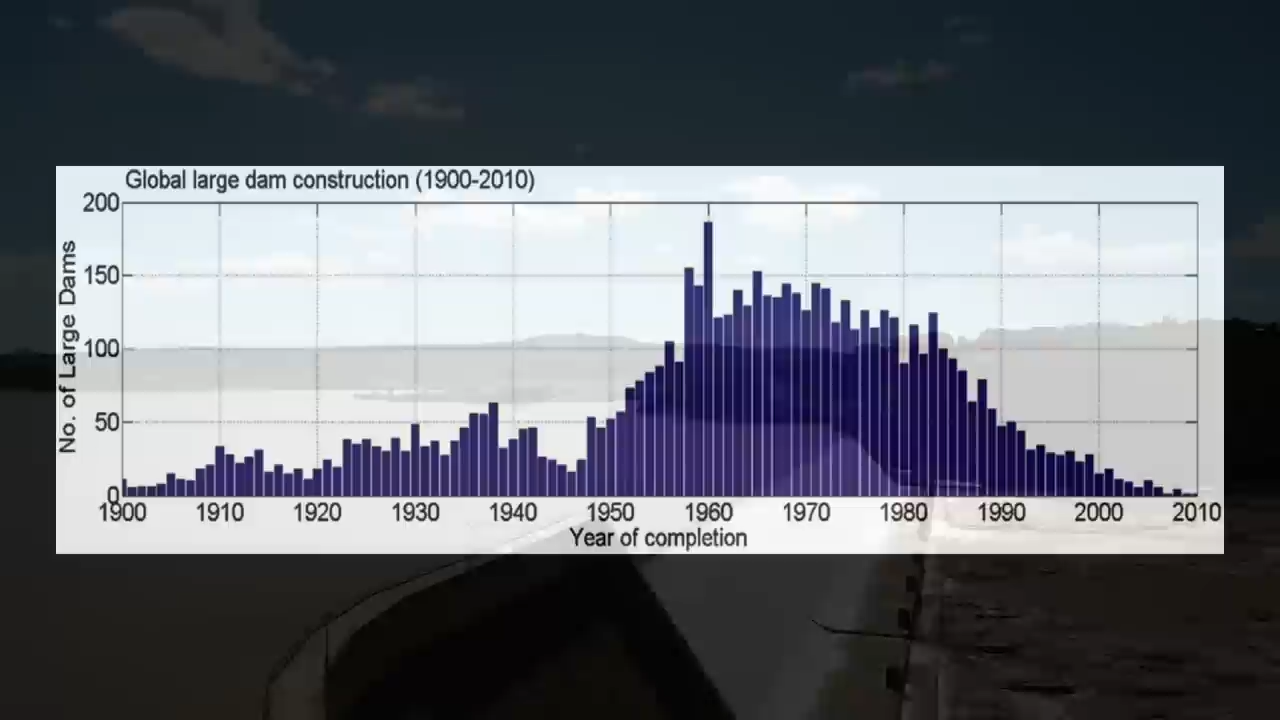 Global large dam construction (1900-2010)
200
150
100
50
0
No. of Large Dams
1900 1910 1920 1930 1940 1950 1960 1970 1980 1990 2000 2010
Year of completion